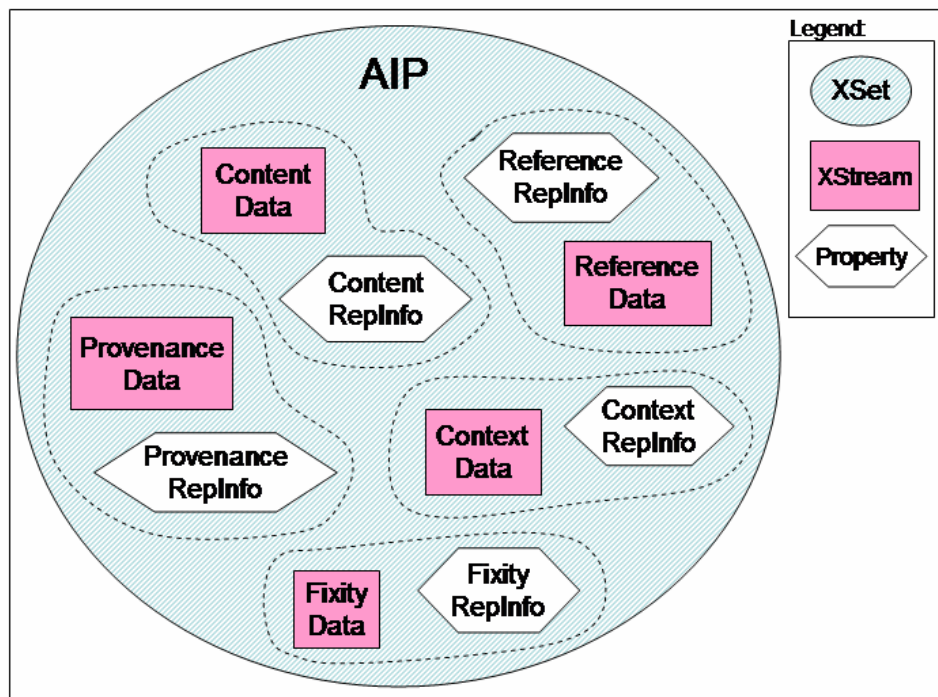 AIP
Content
Data
Content
RepInfo
Reference
RepInfo
Reference
Data
Provenance
Data
Provenance
RepInfo
Context
Data
Context
RepInfo
Fixity
Data
Fixity
RepInfo
Legend:
XSet
XStream
Property